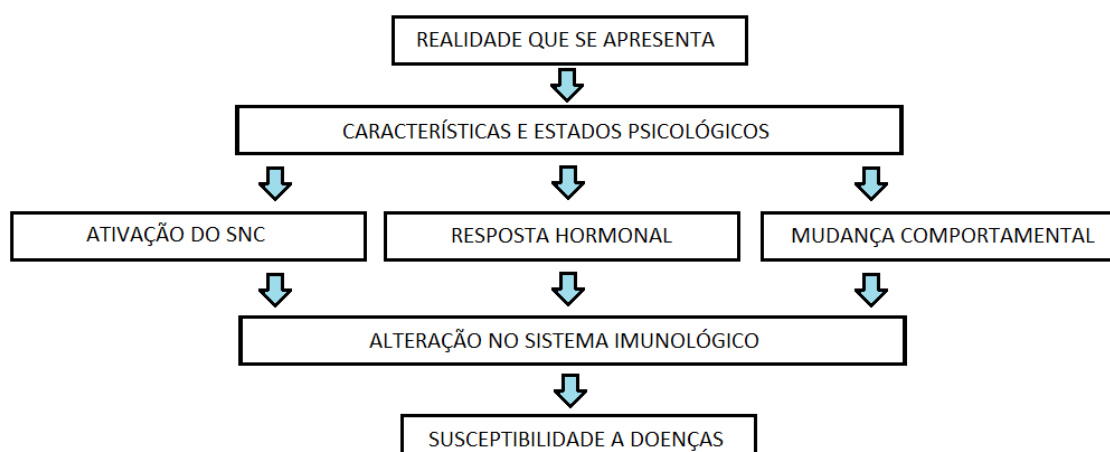 REALIDADE QUE SE APRESENTA
CARACTERÍSTICAS E ESTADOS PSICOLÓGICOS
ATIVAÇÃO DO SNC
RESPOSTA HORMONAL
MUDANÇA COMPORTAMENTAL
ALTERAÇÃO NO SISTEMA IMUNOLÓGICO
SUSCEPTIBILIDADE A DOENÇAS